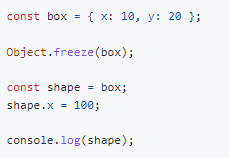 const box = { x: 10, y: 20 };
Object.freeze(box);
const shape = box;
shape.x = 100;
console.log(shape);